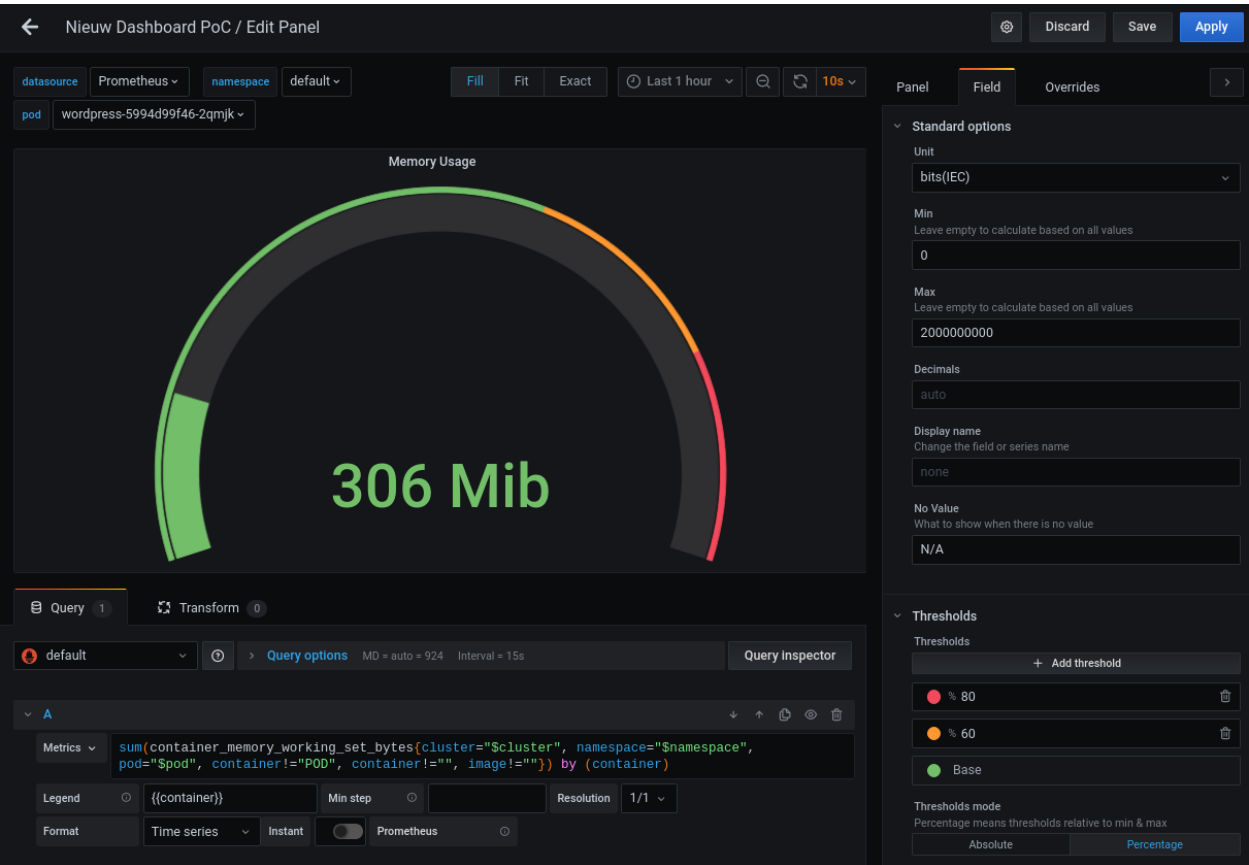 Nieuw Dashboard PoC / Edit Panel
Discard Save Apply
datasource Prometheus namespace default
Fill Fit Exact Last 1 hour 10s
pod wordpress-5994d99f46-2qmjk
Memory Usage
306 Mib
Query 1 Transform 0
default Query options MD = auto = 924 Interval = 15s Query inspector
A
Metrics sum(container_memory_working_set_bytes{cluster="$cluster", namespace="$namespace",
pod="$pod", container!="POD", container!="", image!=""}) by (container)
Legend {{container}} Min step Resolution 1/1
Format Time series Instant Prometheus
Panel Field Overrides
Standard options
Unit
bits(IEC)
Min
Leave empty to calculate based on all values
0
Max
Leave empty to calculate based on all values
2000000000
Decimals
auto
Display name
Change the field or series name
none
No Value
What to show when there is no value
N/A
Thresholds
Thresholds
+ Add threshold
% 80
% 60
Base
Thresholds mode
Percentage means thresholds relative to min & max
Absolute Percentage